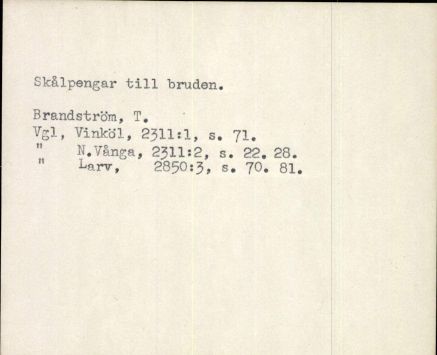 Skålpengar till bruden.
Brandström, T.
Vgl, Vinköl, 2311:1, s. 71.
" N.Vånga, 2311:2, s. 22. 28.
" Larv, 2850:3, s. 70. 81.